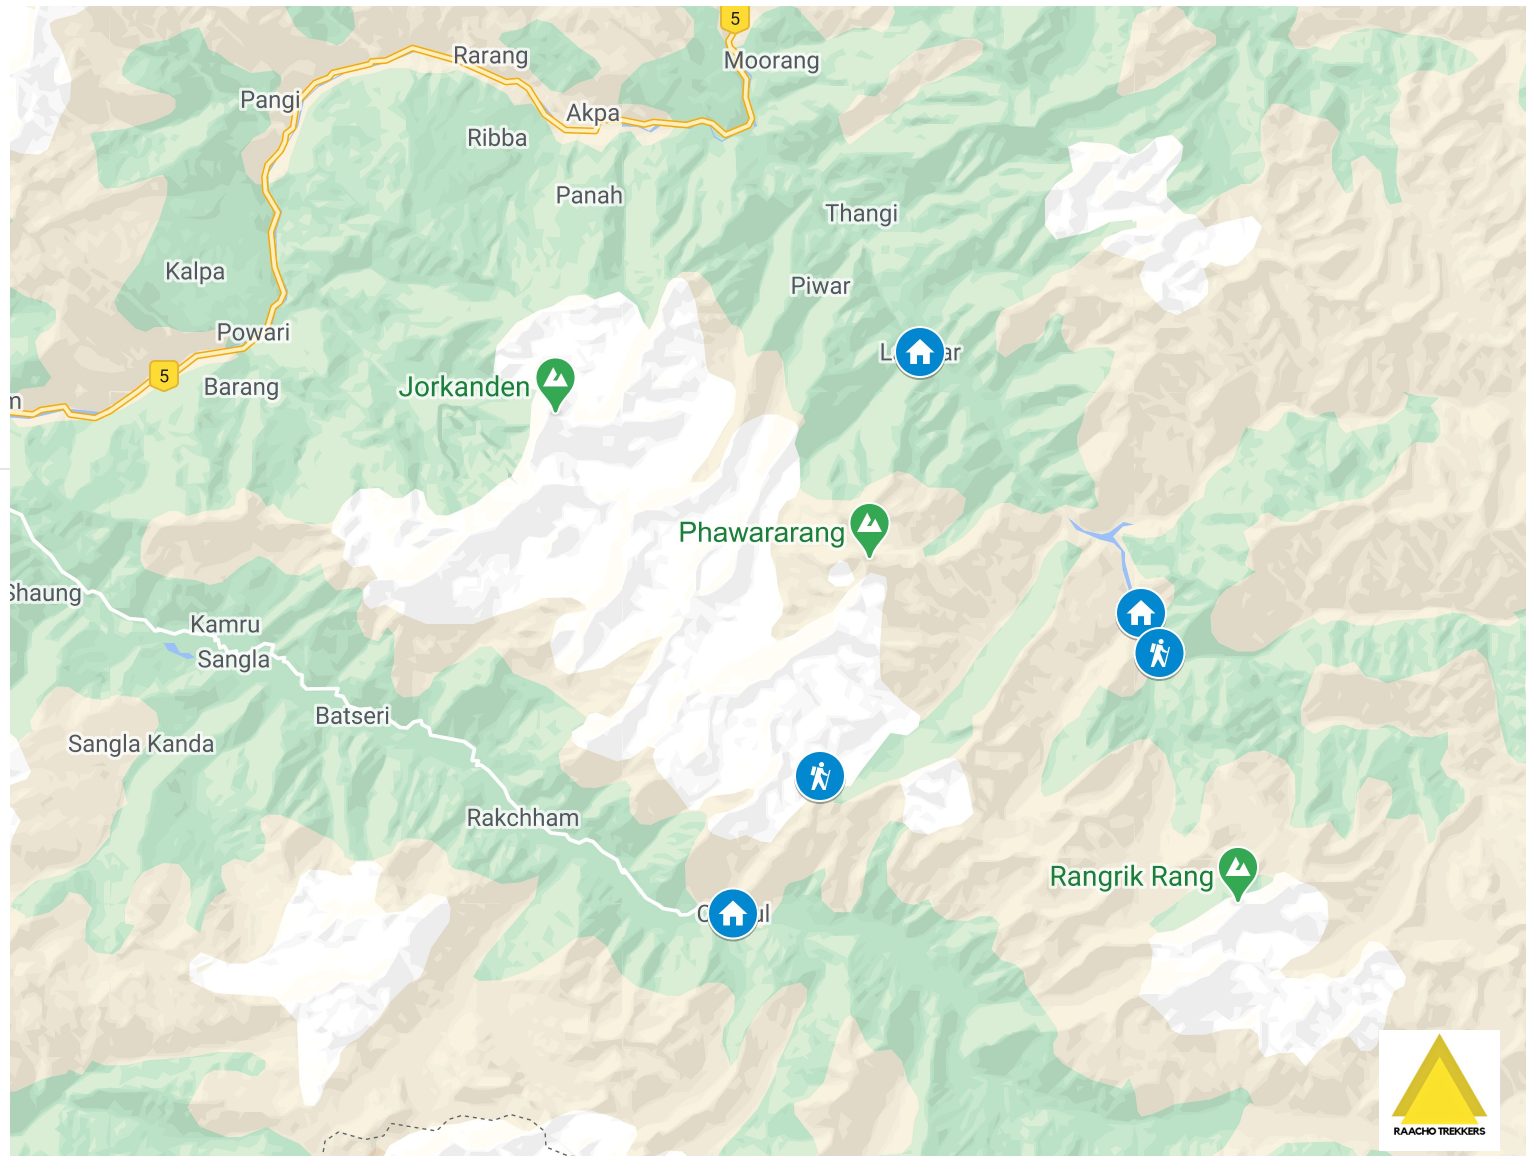 5
Rarang
Moorang
Pangi
Akpa
Ribba
Panah
Thangi
Kalpa
Piwar
Powari
5
Barang
Jorkanden
Phawararang
Shaung
Kamru
Sangla
Batseri
Sangla Kanda
Rakchham
Rangrik Rang
RAACHO TREKKERS